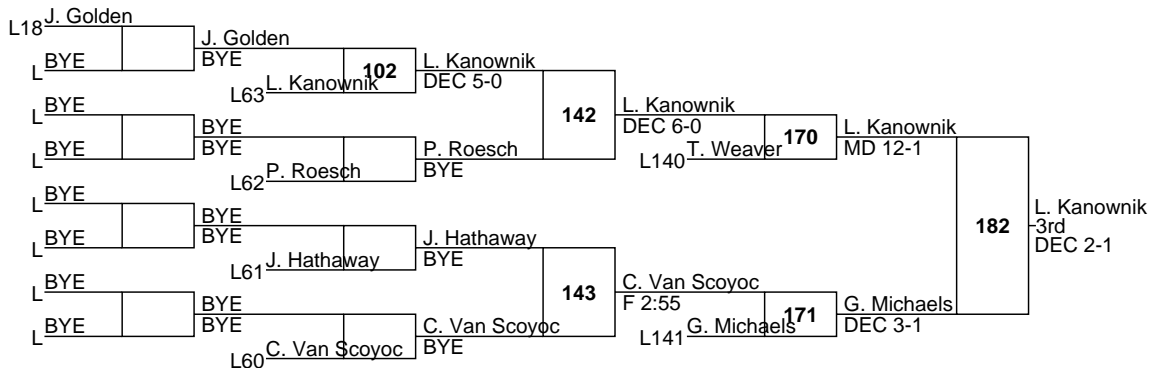 L18 J. Golden
L BYE
J. Golden
BYE
L63 L. Kanownik
102
L. Kanownik
DEC 5-0
L BYE
L BYE
BYE
BYE
L62 P. Roesch
P. Roesch
BYE
142
L. Kanownik
DEC 6-0
L140 T. Weaver
170
L. Kanownik
MD 12-1
L BYE
L BYE
BYE
BYE
L61 J. Hathaway
J. Hathaway
BYE
L BYE
L BYE
BYE
BYE
L60 C. Van Scoyoc
C. Van Scoyoc
BYE
143
C. Van Scoyoc
F 2:55
L141 G. Michaels
171
G. Michaels
DEC 3-1
182
L. Kanownik
3rd
DEC 2-1